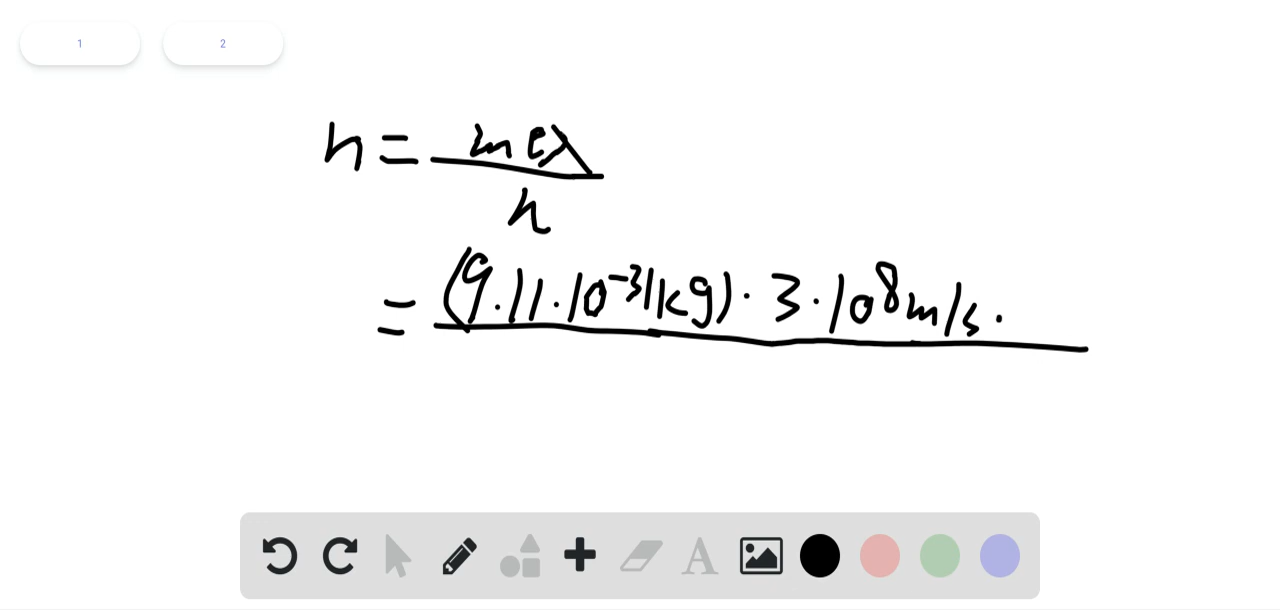 1 2
n = mcλ
h
= (9.11·10⁻³¹kg)·3·10⁸m/s·
A